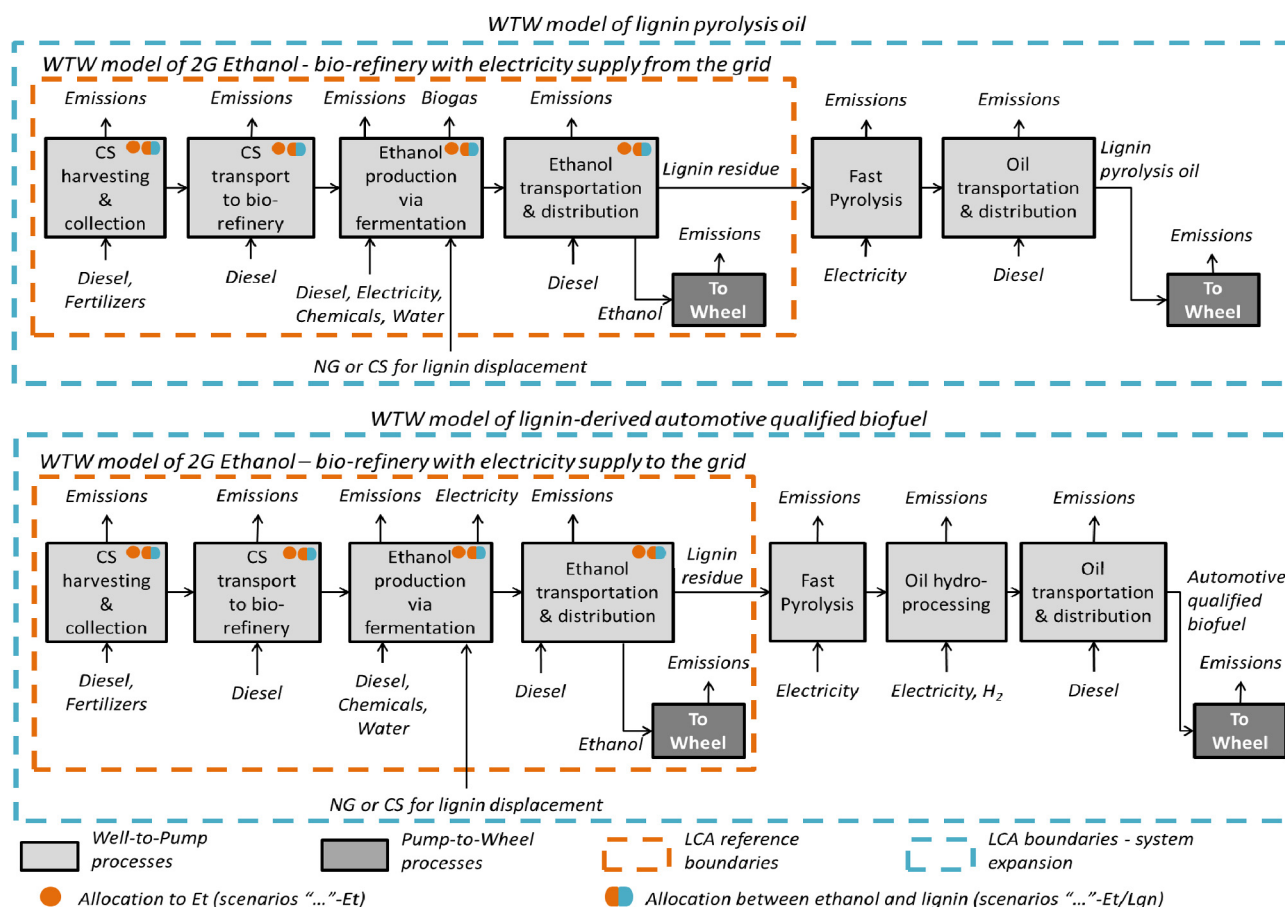 WTW model of lignin pyrolysis oil
WTW model of 2G Ethanol - bio-refinery with electricity supply from the grid
Emissions
Emissions
Emissions
Biogas
Emissions
Emissions
Emissions
CS
harvesting
&
collection
CS
transport
to bio-
refinery
Ethanol
production
via
fermentation
Ethanol
transportation
& distribution
Lignin residue
Fast
Pyrolysis
Oil
transportation
& distribution
Lignin
pyrolysis oil
Diesel,
Fertilizers
Diesel
Diesel, Electricity,
Chemicals, Water
Diesel
Ethanol
Emissions
To
Wheel
Electricity
Diesel
Emissions
To
Wheel
NG or CS for lignin displacement
WTW model of lignin-derived automotive qualified biofuel
WTW model of 2G Ethanol – bio-refinery with electricity supply to the grid
Emissions
Emissions
Emissions
Electricity
Emissions
Emissions
Emissions
Emissions
CS
harvesting
&
collection
CS
transport
to bio-
refinery
Ethanol
production
via
fermentation
Ethanol
transportation
& distribution
Lignin
residue
Fast
Pyrolysis
Oil hydro-
processing
Oil
transportation
& distribution
Automotive
qualified
biofuel
Diesel,
Fertilizers
Diesel
Diesel,
Chemicals,
Water
Diesel
Ethanol
Emissions
To
Wheel
Electricity
Electricity, H2
Diesel
Emissions
To
Wheel
NG or CS for lignin displacement
Well-to-Pump
processes
Pump-to-Wheel
processes
LCA reference
boundaries
LCA boundaries - system
expansion
Allocation to Et (scenarios "…"-Et)
Allocation between ethanol and lignin (scenarios "…"-Et/Lgn)